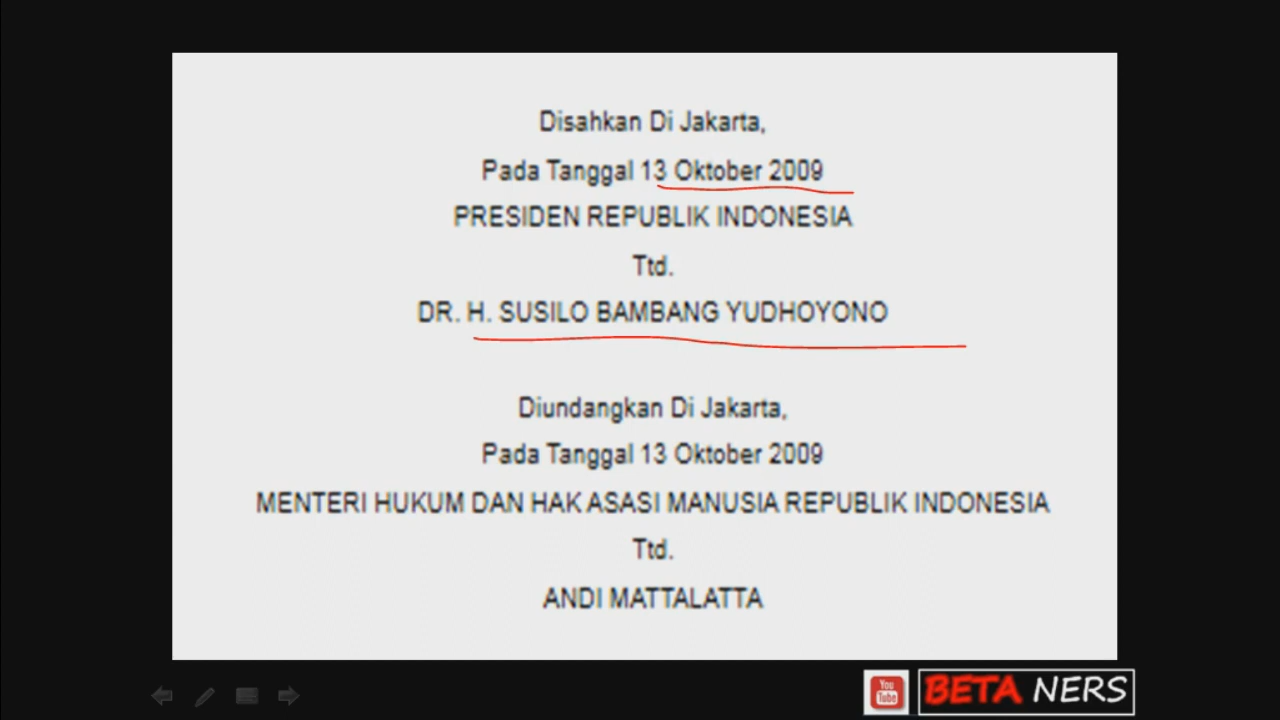 Disahkan Di Jakarta,
Pada Tanggal 13 Oktober 2009
PRESIDEN REPUBLIK INDONESIA
Ttd.
DR. H. SUSILO BAMBANG YUDHOYONO
Diundangkan Di Jakarta,
Pada Tanggal 13 Oktober 2009
MENTERI HUKUM DAN HAK ASASI MANUSIA REPUBLIK INDONESIA
Ttd.
ANDI MATTALATTA
You
Tube
BETA NERS